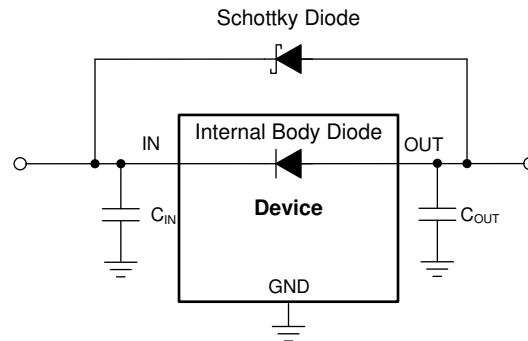 Schottky Diode
Internal Body Diode
IN
OUT
Device
CIN
COUT
GND